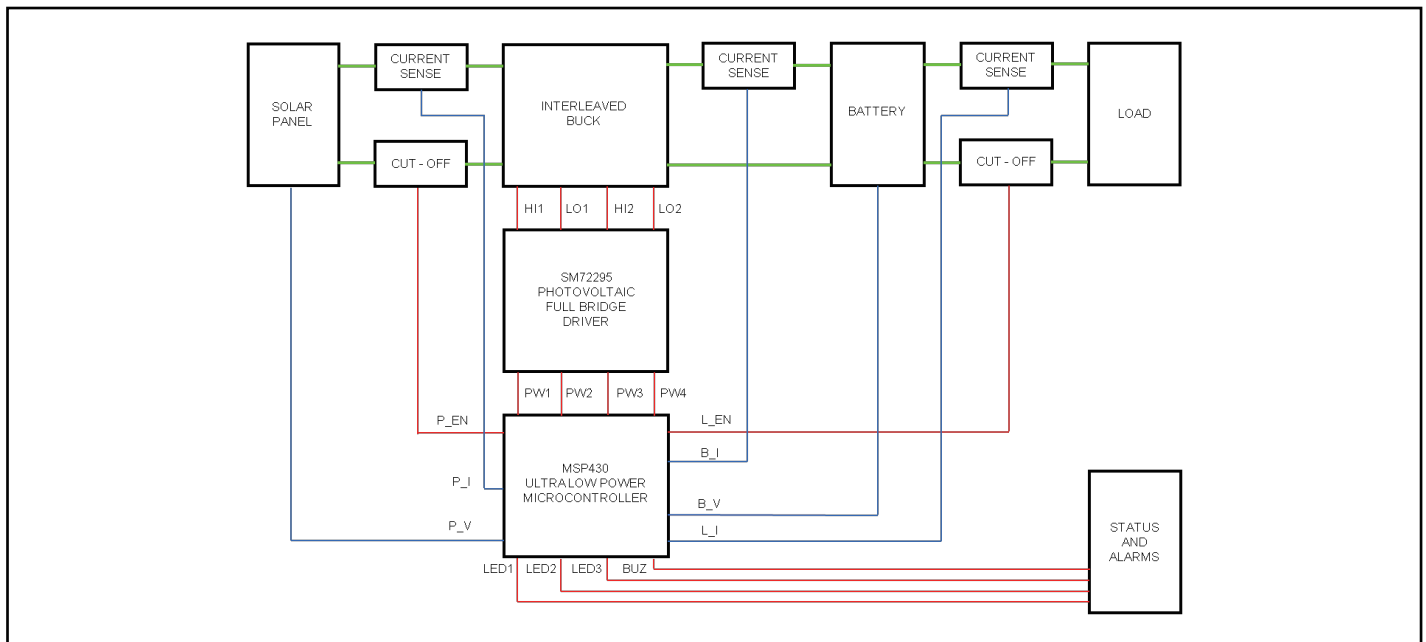 SOLAR
PANEL
CURRENT
SENSE
CUT - OFF
INTERLEAVED
BUCK
CURRENT
SENSE
BATTERY
CURRENT
SENSE
CUT - OFF
LOAD
HI1
LO1
HI2
LO2
SM72295
PHOTOVOLTAIC
FULL BRIDGE
DRIVER
PW1
PW2
PW3
PW4
P_EN
P_I
P_V
MSP430
ULTRALOW POWER
MICROCONTROLLER
L_EN
B_I
B_V
L_I
LED1
LED2
LED3
BUZ
STATUS
AND
ALARMS